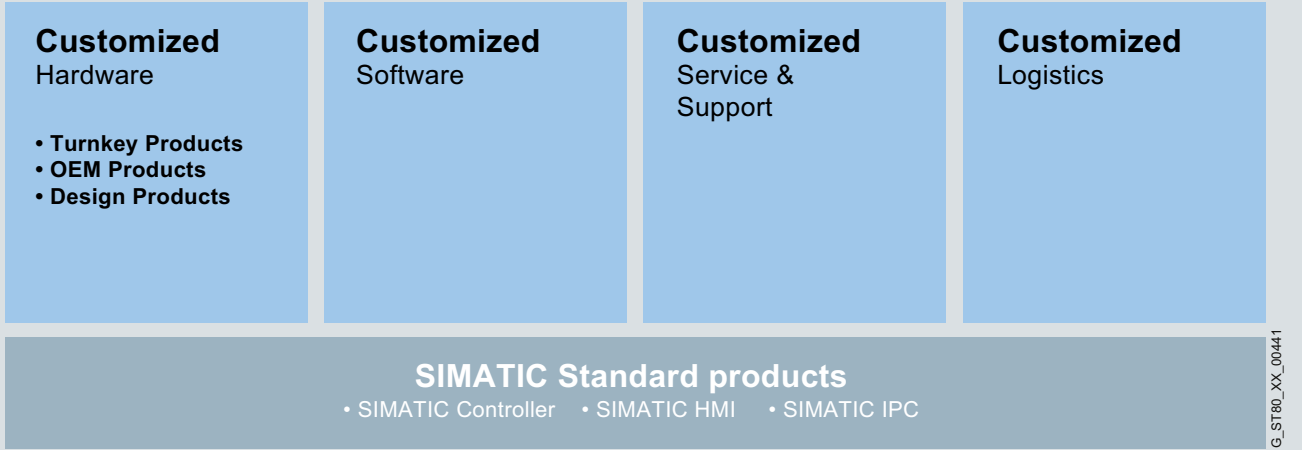 Customized
Hardware
• Turnkey Products
• OEM Products
• Design Products
Customized
Software
Customized
Service &
Support
Customized
Logistics
SIMATIC Standard products
• SIMATIC Controller • SIMATIC HMI • SIMATIC IPC
G_ST80_XX_00441